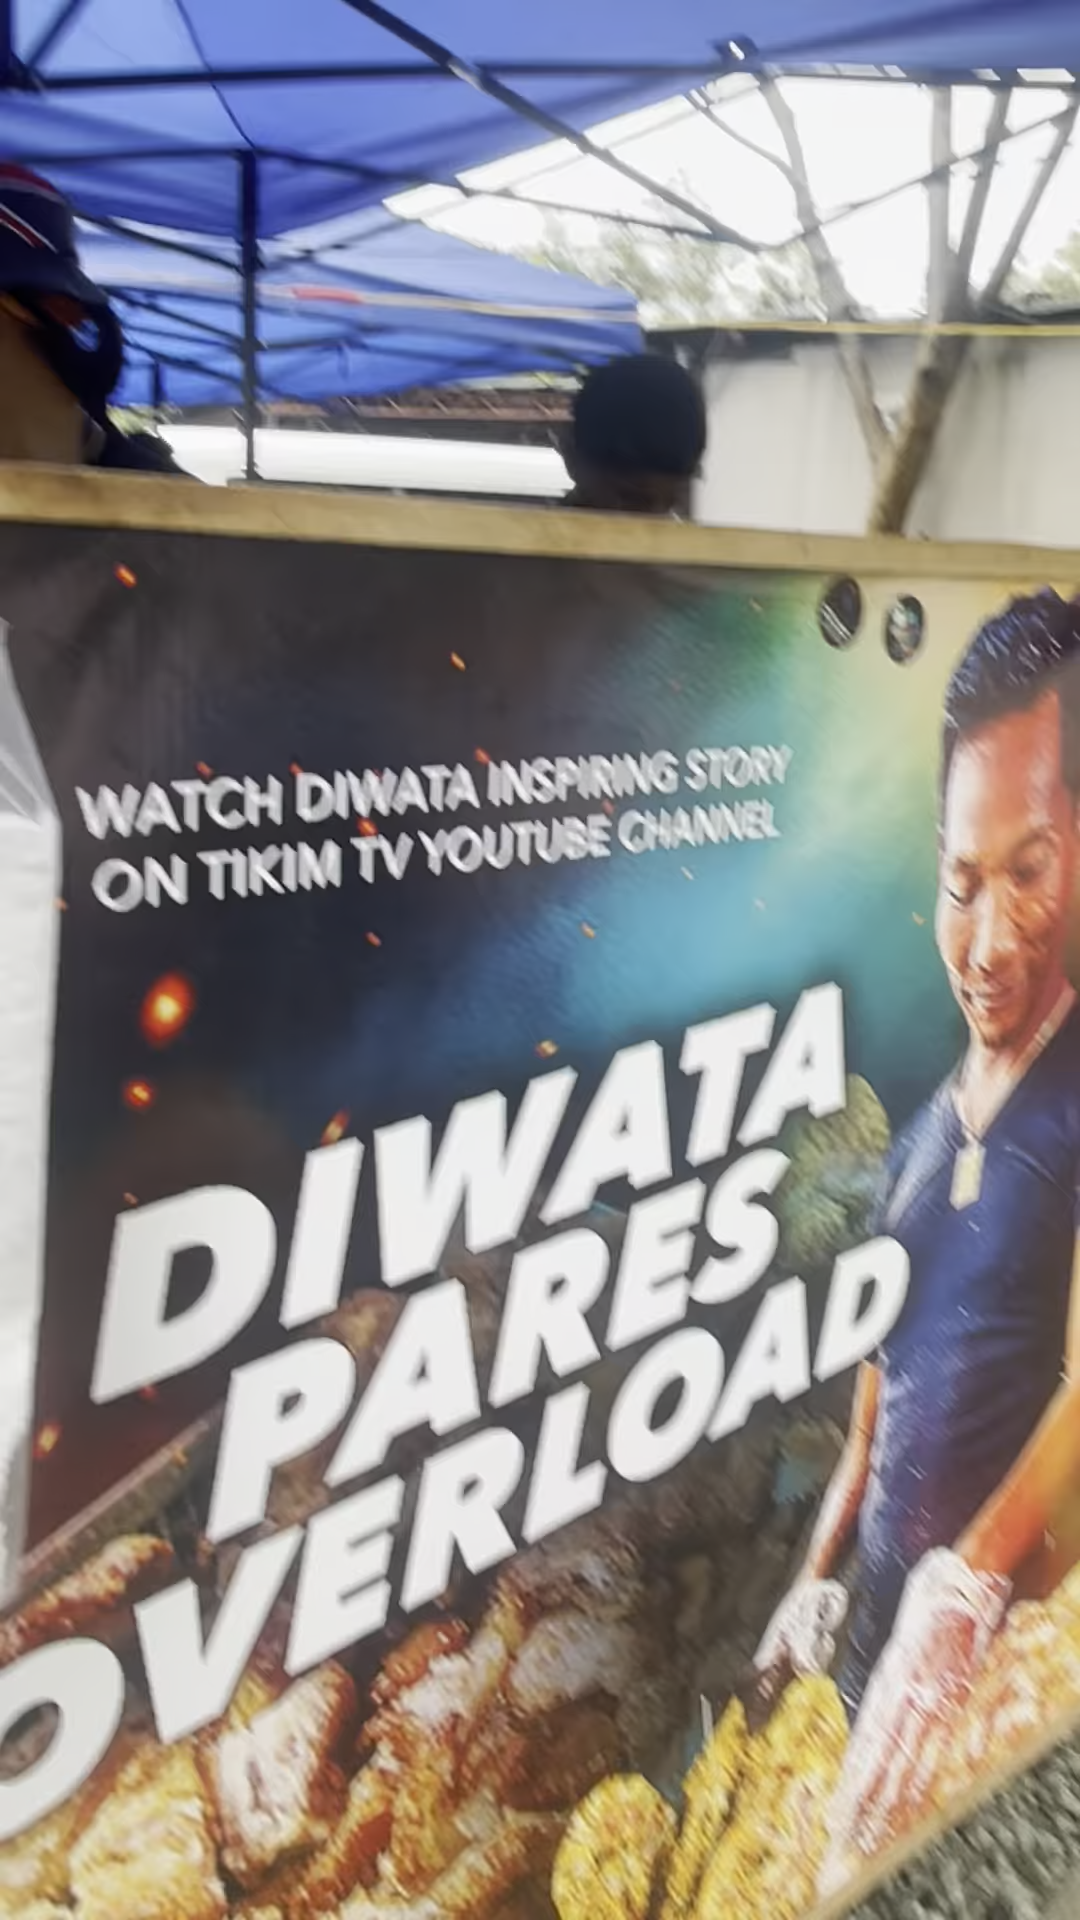 WATCH DIWATA INSPIRING STORY
ON TIKIM TV YOUTUBE CHANNEL
DIWATA
PARES
OVERLOAD